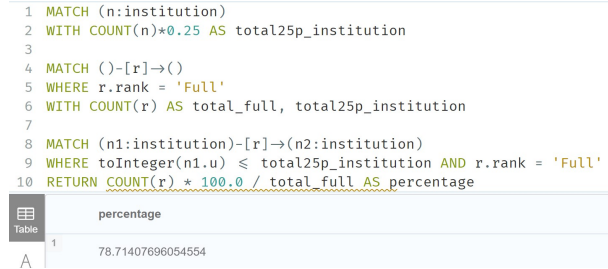 1 MATCH (n:institution)
2 WITH COUNT(n)*0.25 AS total25p_institution
3
4 MATCH ()-[r]→()
5 WHERE r.rank = 'Full'
6 WITH COUNT(r) AS total_full, total25p_institution
7
8 MATCH (n1:institution)-[r]→(n2:institution)
9 WHERE toInteger(n1.u) ⩽ total25p_institution AND r.rank = 'Full'
10 RETURN COUNT(r) * 100.0 / total_full AS percentage
percentage
Table
1
78.71407696054554
A